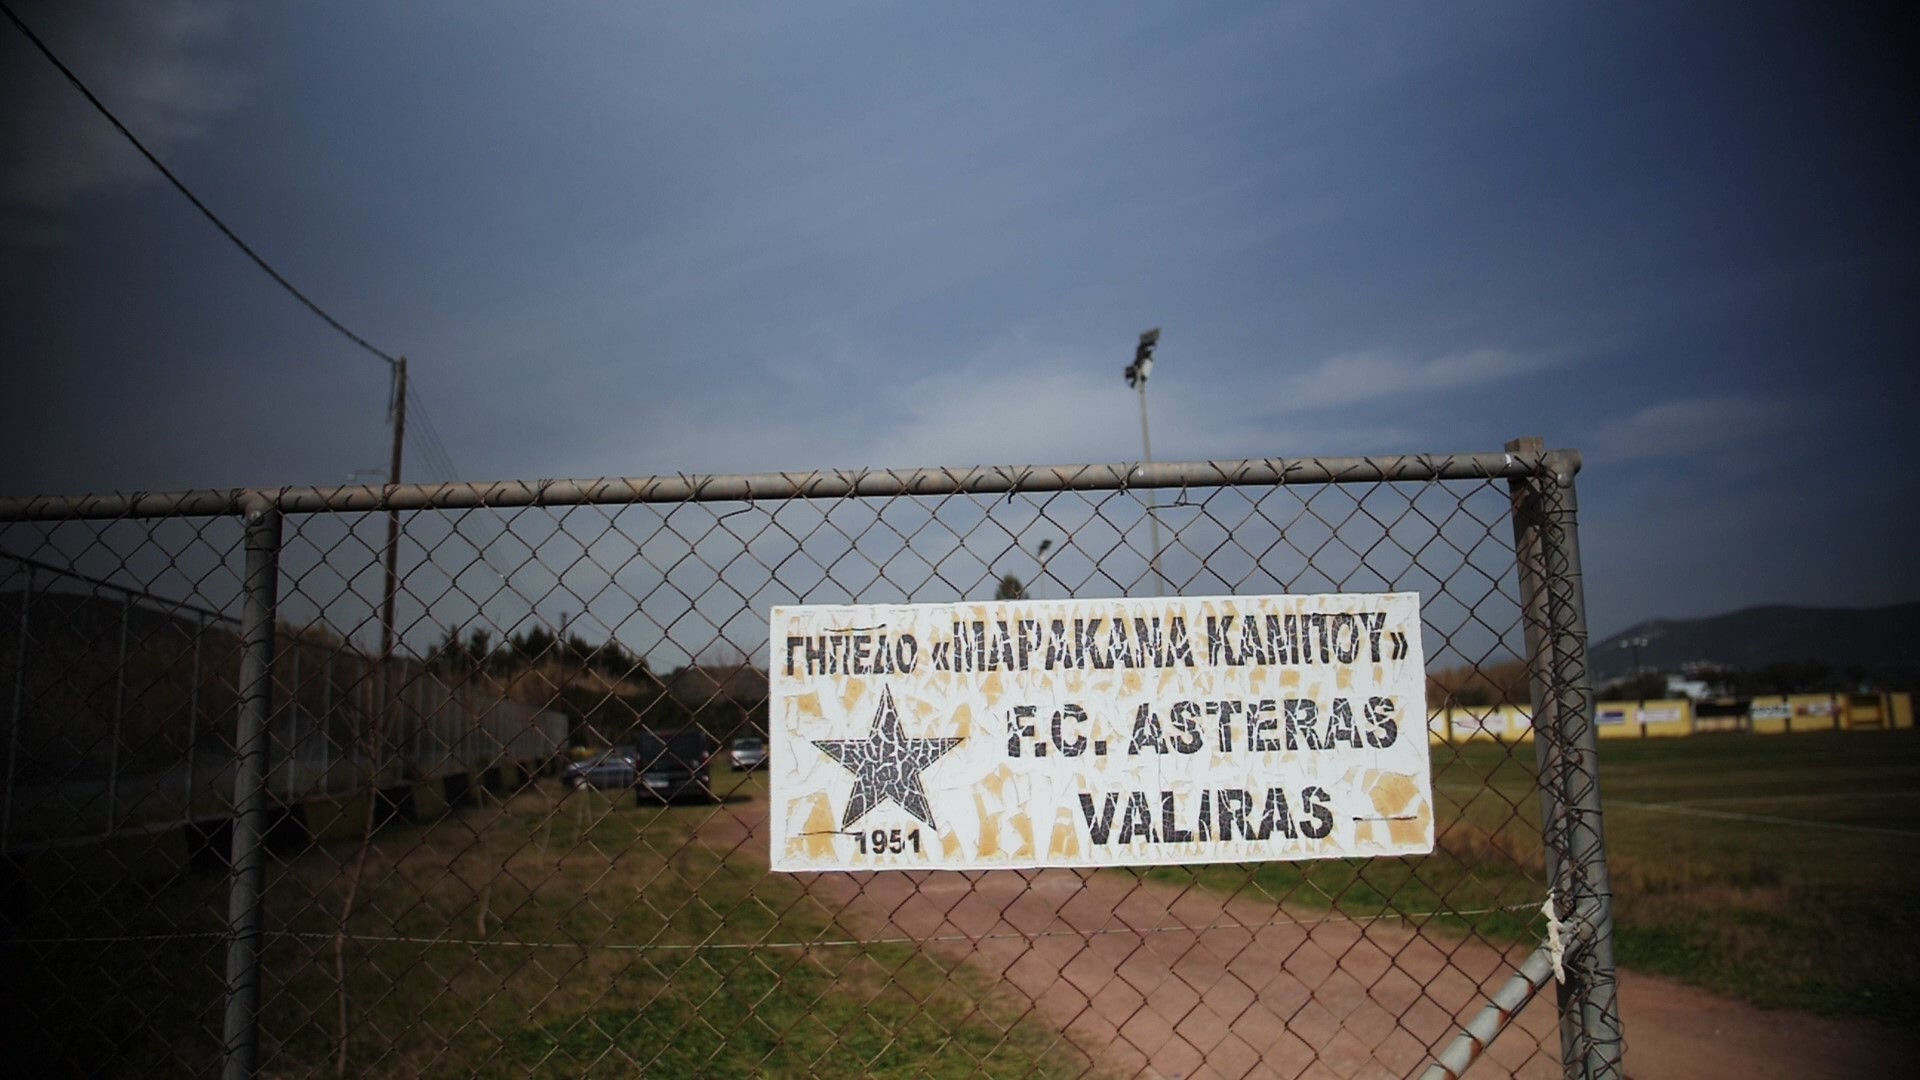 ΓΗΠΕΔΟ «ΜΑΡΑΚΑΝΑ ΚΑΜΠΟΥ»
F.C. ASTERAS
VALIRAS
1951